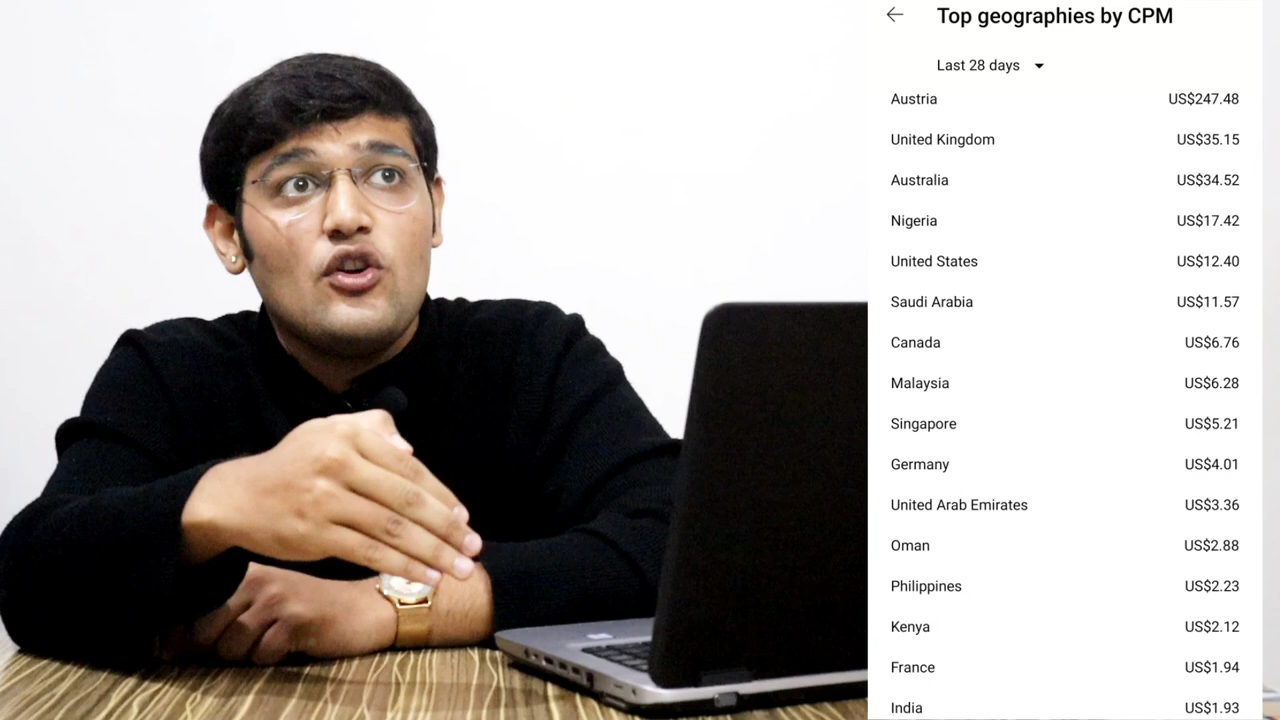 Top geographies by CPM
Last 28 days
Austria US$247.48
United Kingdom US$35.15
Australia US$34.52
Nigeria US$17.42
United States US$12.40
Saudi Arabia US$11.57
Canada US$6.76
Malaysia US$6.28
Singapore US$5.21
Germany US$4.01
United Arab Emirates US$3.36
Oman US$2.88
Philippines US$2.23
Kenya US$2.12
France US$1.94
India US$1.93